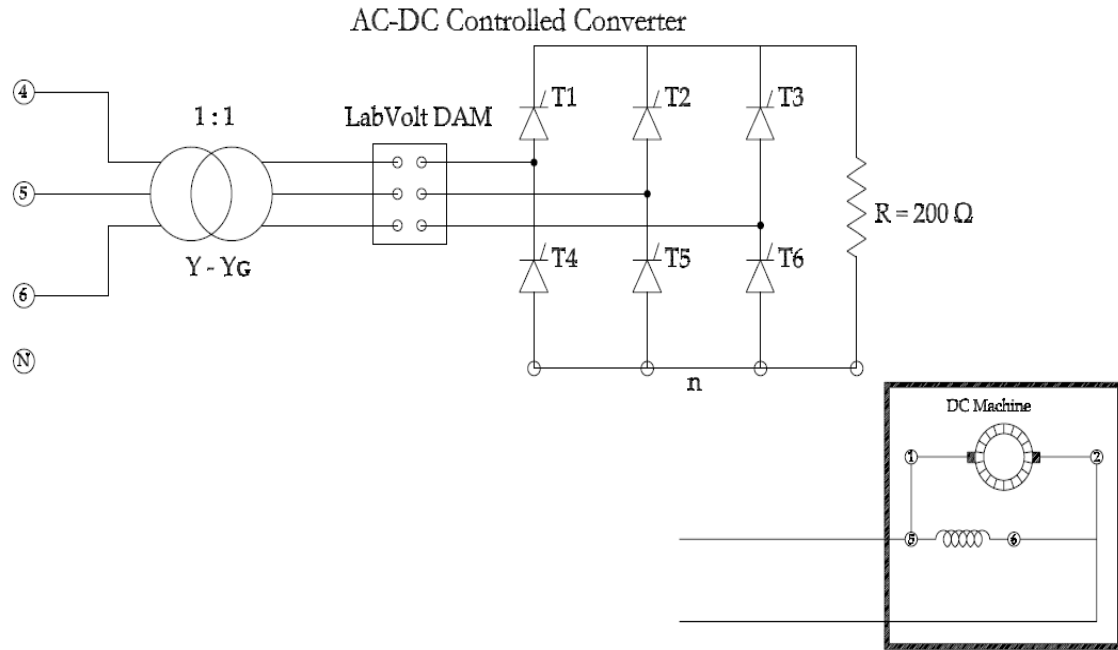 AC-DC Controlled Converter
4
1:1
LabVolt DAM
T1
T2
T3
5
R = 200 Ω
Y - YG
T4
T5
T6
6
N
n
DC Machine
1
2
5
6